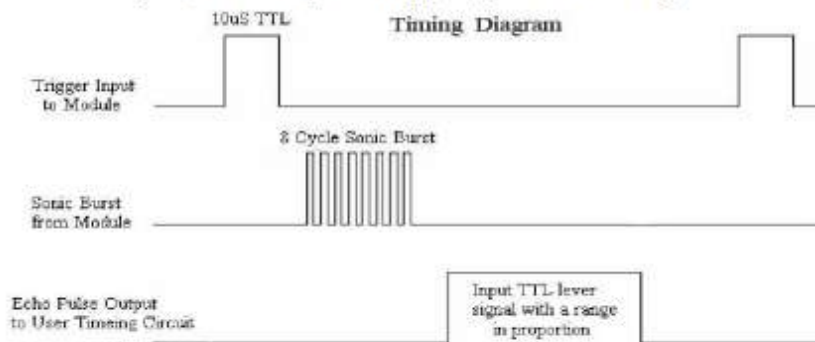 10uS TTL
Timing Diagram
Trigger Input
to Module
8 Cycle Sonic Burst
Sonic Burst
from Module
Echo Pulse Output
to User Timeing Circuit
Input TTL lever
signal with a range
in proportion